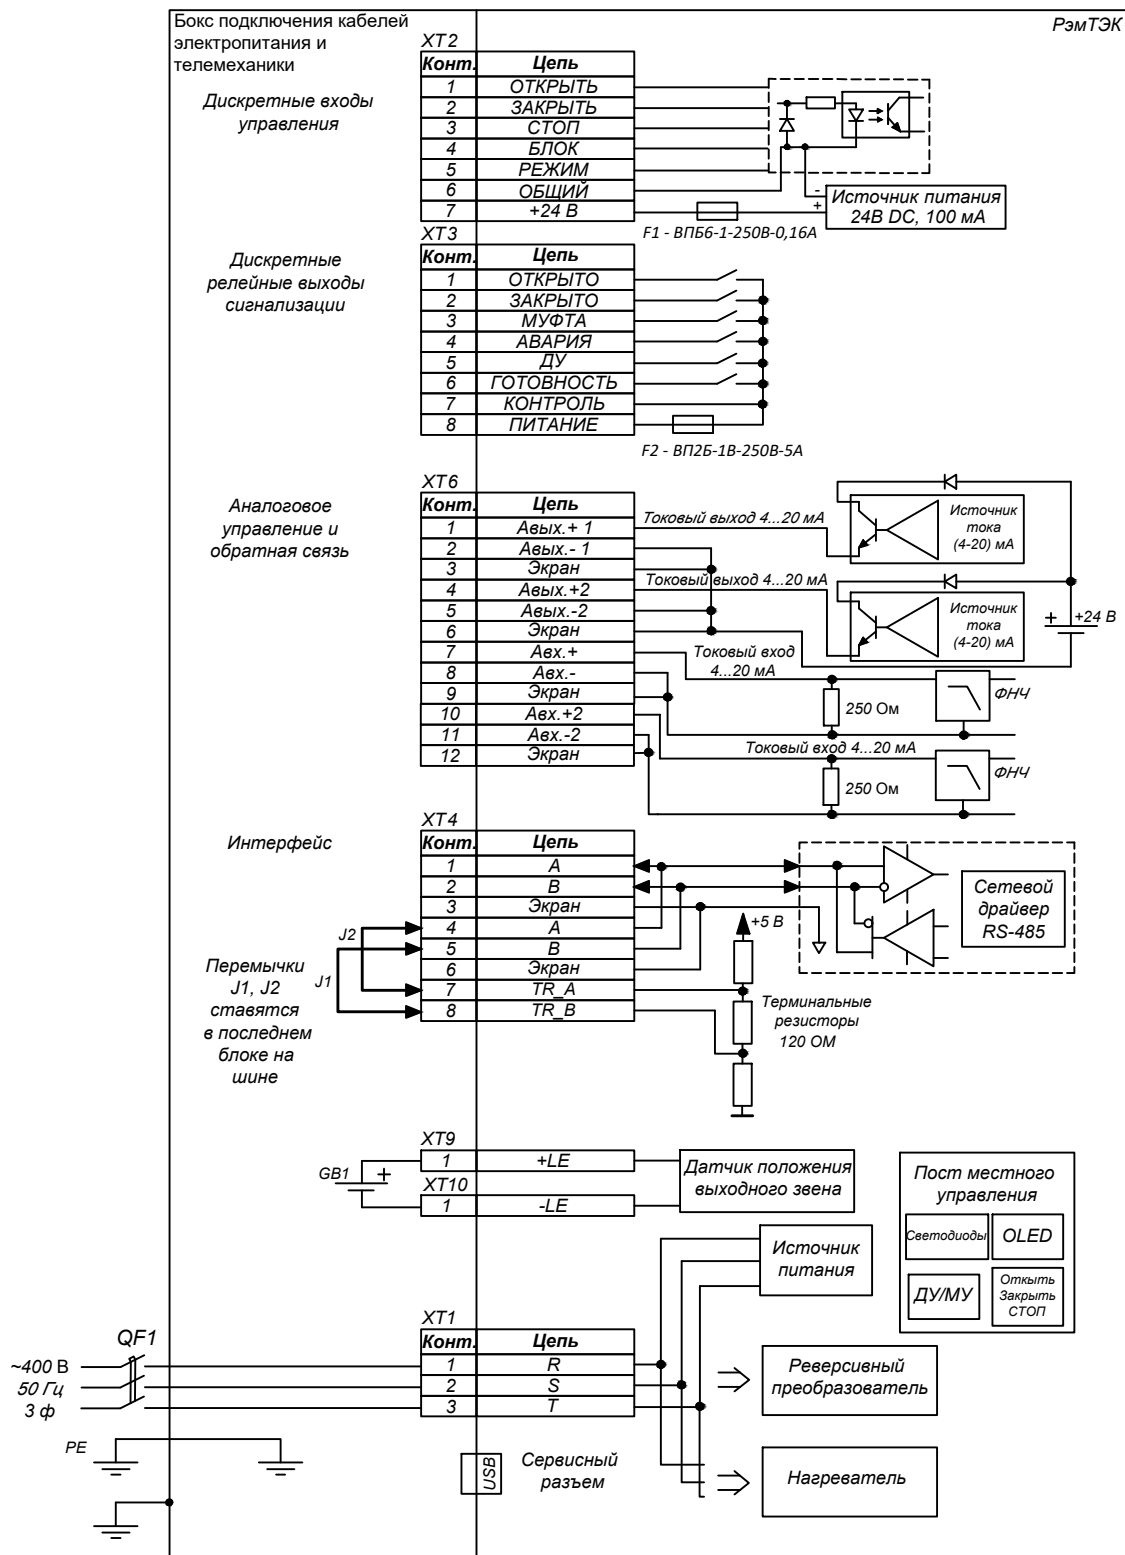 Бокс подключения кабелей
электропитания и
телемеханики
РэмТЭК
Дискретные входы
управления
XT2
Конт. Цепь
1 ОТКРЫТЬ
2 ЗАКРЫТЬ
3 СТОП
4 БЛОК
5 РЕЖИМ
6 ОБЩИЙ
7 +24 В
-
+
Источник питания
24В DC, 100 мА
F1 - ВПБ6-1-250В-0,16А
Дискретные
релейные выходы
сигнализации
XT3
Конт. Цепь
1 ОТКРЫТО
2 ЗАКРЫТО
3 МУФТА
4 АВАРИЯ
5 ДУ
6 ГОТОВНОСТЬ
7 КОНТРОЛЬ
8 ПИТАНИЕ
F2 - ВП2Б-1В-250В-5А
Аналоговое
управление и
обратная связь
XT6
Конт. Цепь
1 Авых.+ 1
2 Авых.- 1
3 Экран
4 Авых.+2
5 Авых.-2
6 Экран
7 Авх.+
8 Авх.-
9 Экран
10 Авх.+2
11 Авх.-2
12 Экран
Токовый выход 4...20 мА
Источник
тока
(4-20) мА
Токовый выход 4...20 мА
Источник
тока
(4-20) мА
+ +24 В
Токовый вход
4...20 мА
250 Ом
ФНЧ
Токовый вход 4...20 мА
250 Ом
ФНЧ
Интерфейс
XT4
Конт. Цепь
1 A
2 B
3 Экран
4 A
5 B
6 Экран
7 TR_A
8 TR_B
J2
J1
Перемычки
J1, J2
ставятся
в последнем
блоке на
шине
+5 В
Терминальные
резисторы
120 ОМ
Сетевой
драйвер
RS-485
XT9
1 +LE
GB1 +
XT10
1 -LE
Датчик положения
выходного звена
Пост местного
управления
Светодиоды
OLED
ДУ/МУ
Откыть
Закрыть
СТОП
Источник
питания
XT1
Конт. Цепь
1 R
2 S
3 T
QF1
~400 В
50 Гц
3 ф
Реверсивный
преобразователь
PE
USB
Сервисный
разъем
Нагреватель